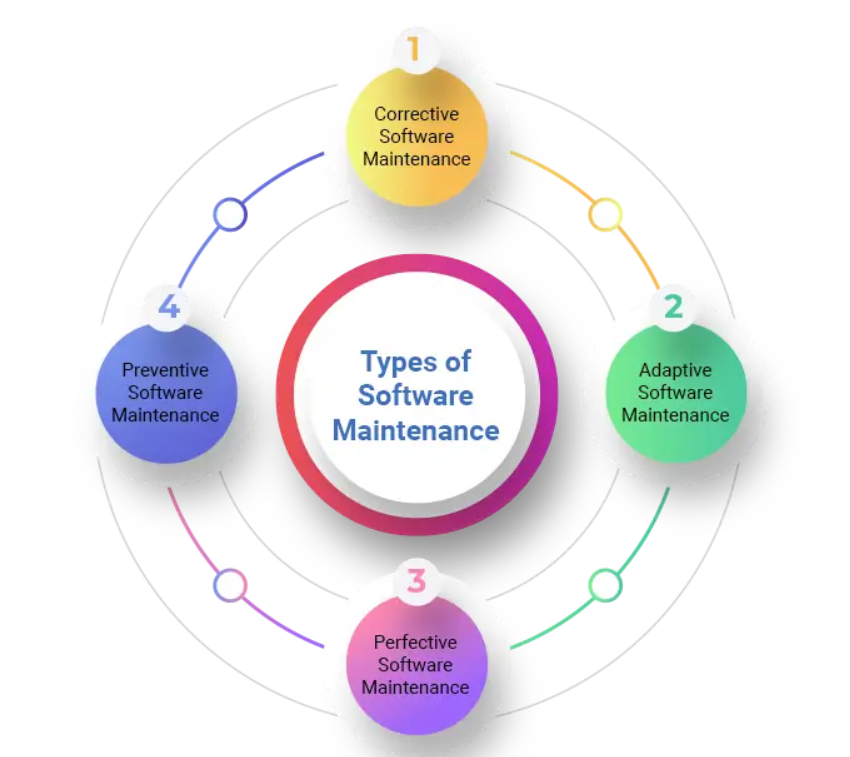 1
Corrective
Software
Maintenance
2
Adaptive
Software
Maintenance
3
Perfective
Software
Maintenance
4
Preventive
Software
Maintenance
Types of
Software
Maintenance